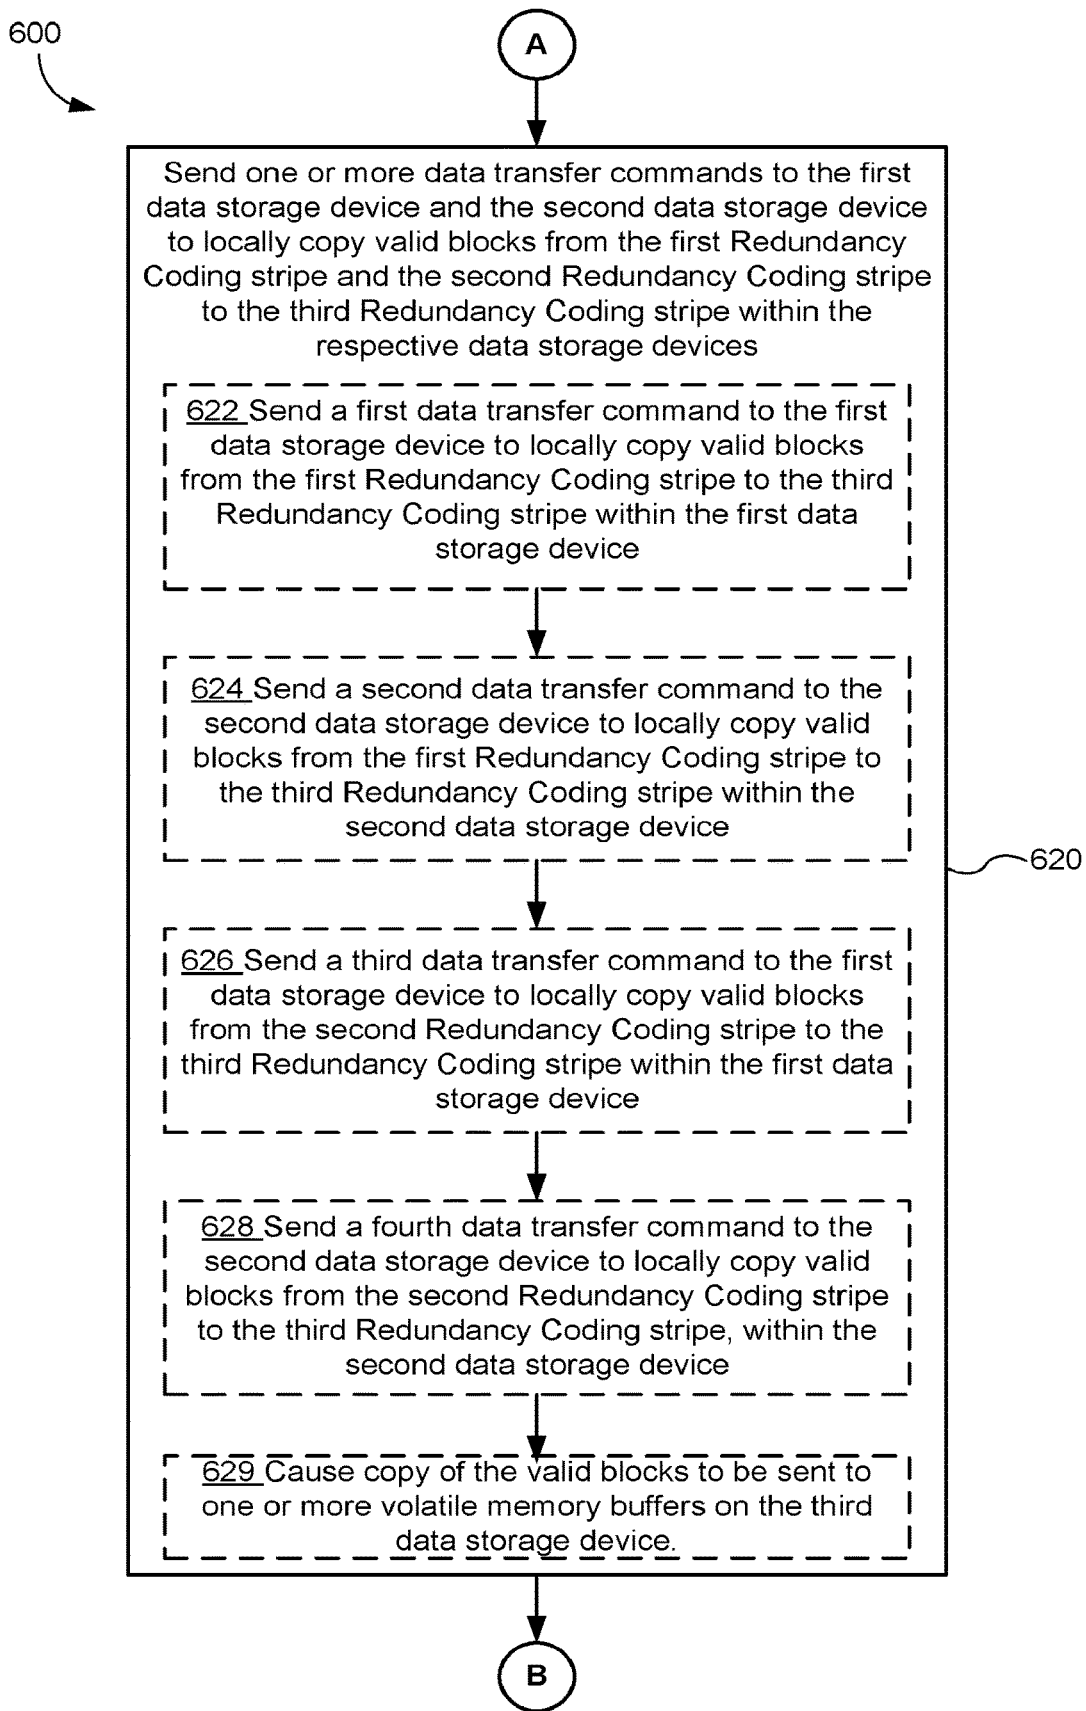 600
A
Send one or more data transfer commands to the first
data storage device and the second data storage device
to locally copy valid blocks from the first Redundancy
Coding stripe and the second Redundancy Coding stripe
to the third Redundancy Coding stripe within the
respective data storage devices
622 Send a first data transfer command to the first
data storage device to locally copy valid blocks
from the first Redundancy Coding stripe to the third
Redundancy Coding stripe within the first data
storage device
624 Send a second data transfer command to the
second data storage device to locally copy valid
blocks from the first Redundancy Coding stripe to
the third Redundancy Coding stripe within the
second data storage device
620
626 Send a third data transfer command to the first
data storage device to locally copy valid blocks
from the second Redundancy Coding stripe to the
third Redundancy Coding stripe within the first data
storage device
628 Send a fourth data transfer command to the
second data storage device to locally copy valid
blocks from the second Redundancy Coding stripe
to the third Redundancy Coding stripe, within the
second data storage device
629 Cause copy of the valid blocks to be sent to
one or more volatile memory buffers on the third
data storage device.
B